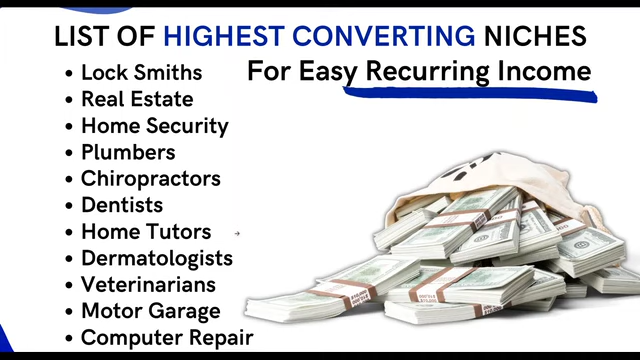 LIST OF HIGHEST CONVERTING NICHES
For Easy Recurring Income
• Lock Smiths
• Real Estate
• Home Security
• Plumbers
• Chiropractors
• Dentists
• Home Tutors
• Dermatologists
• Veterinarians
• Motor Garage
• Computer Repair